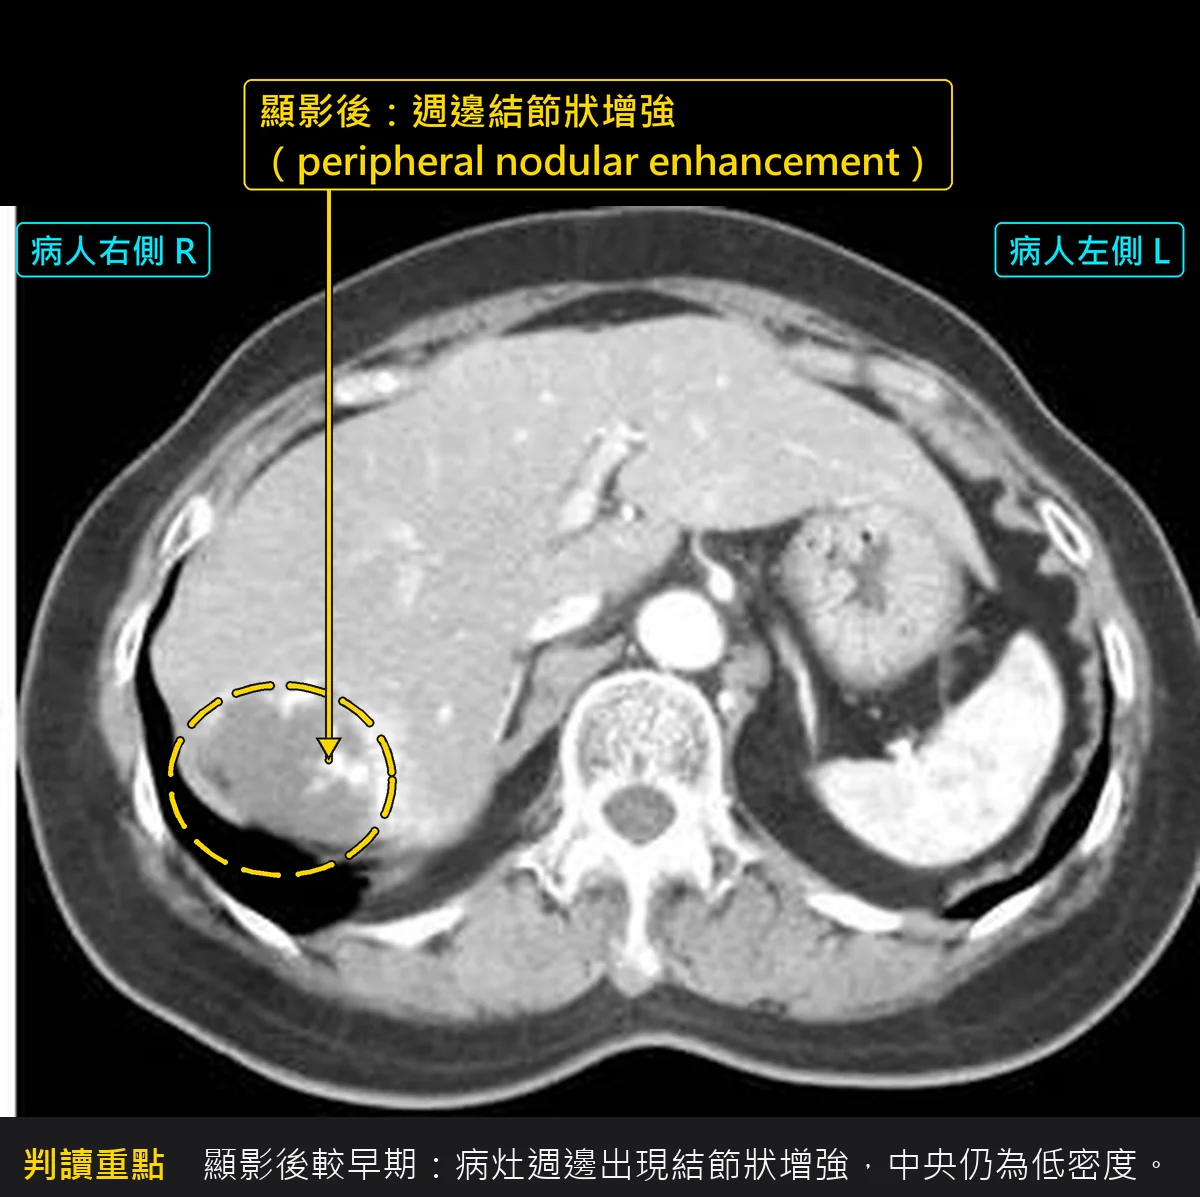 顯影後：週邊結節狀增強
（peripheral nodular enhancement）
病人右側 R
病人左側 L
判讀重點 顯影後較早期：病灶週邊出現結節狀增強，中央仍為低密度。